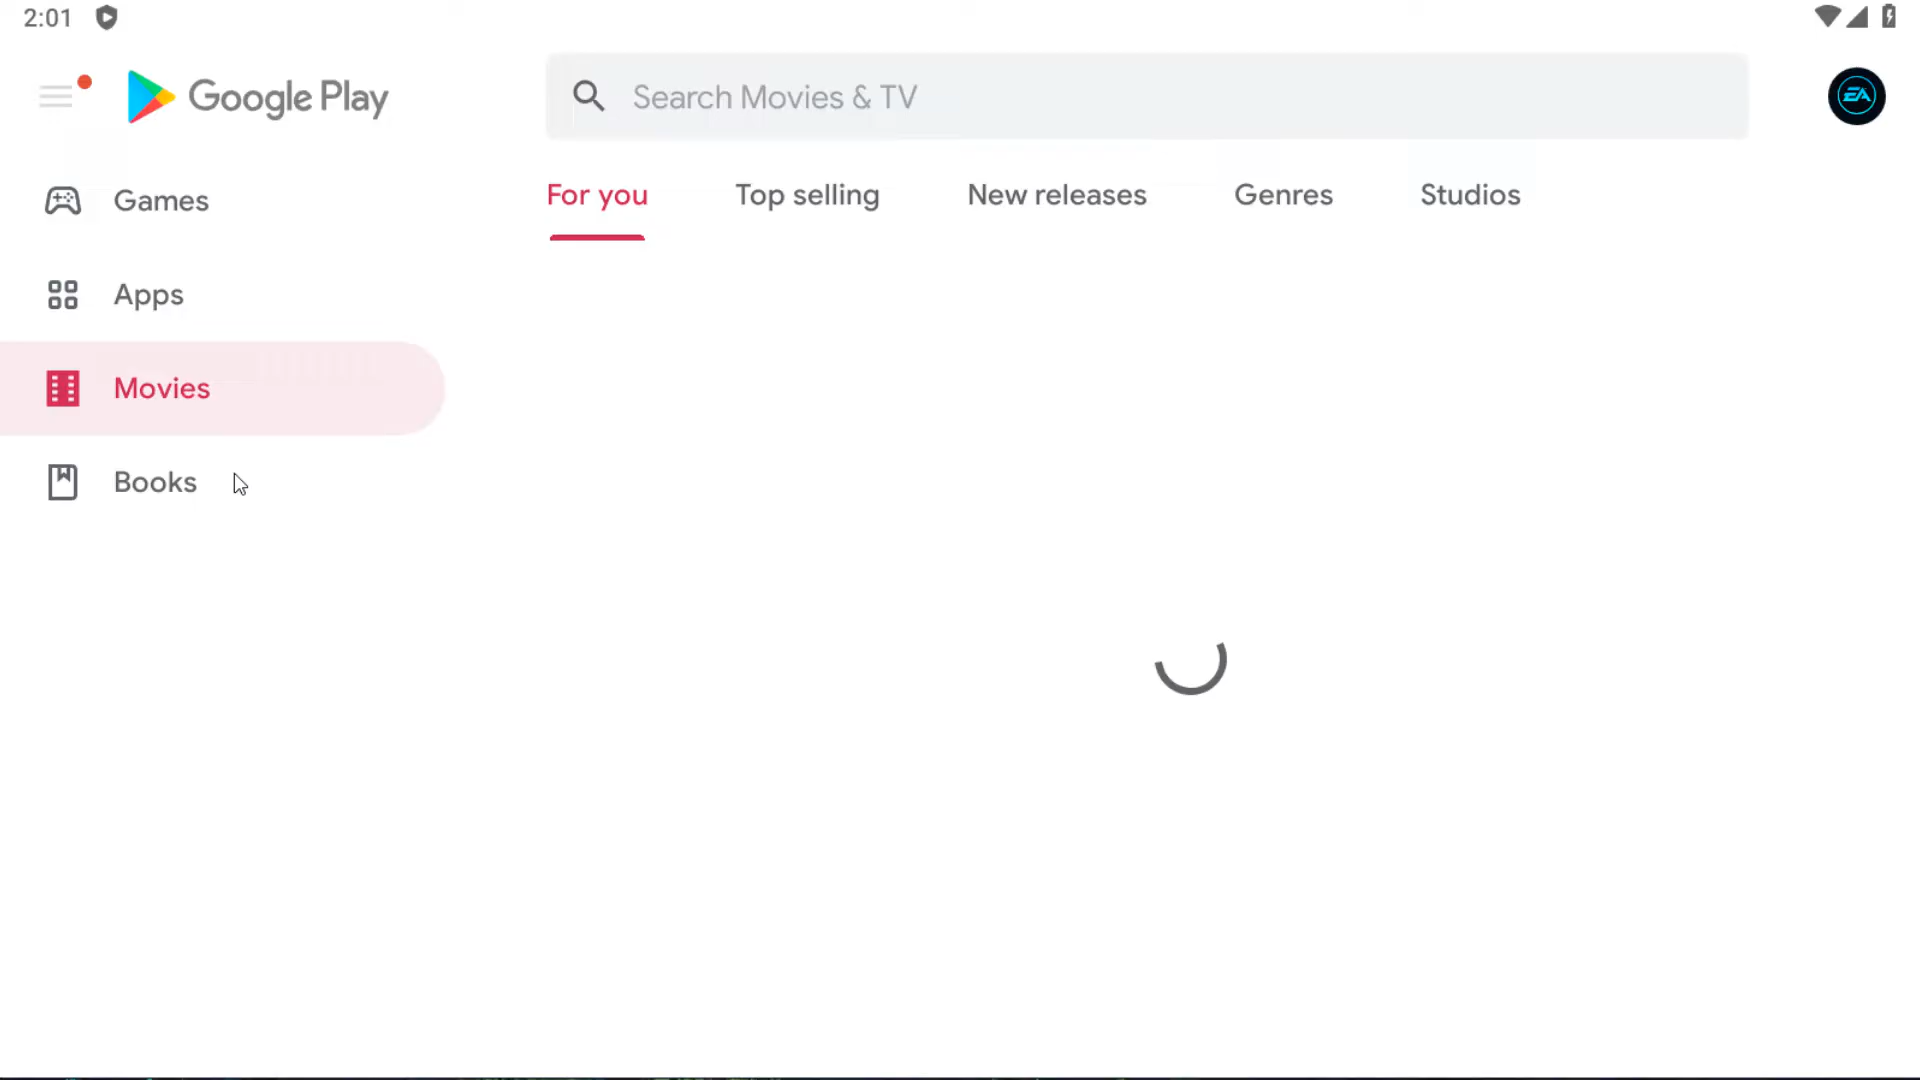 2:01
Google Play
Search Movies & TV
EA
Games
Apps
Movies
Books
For you
Top selling
New releases
Genres
Studios